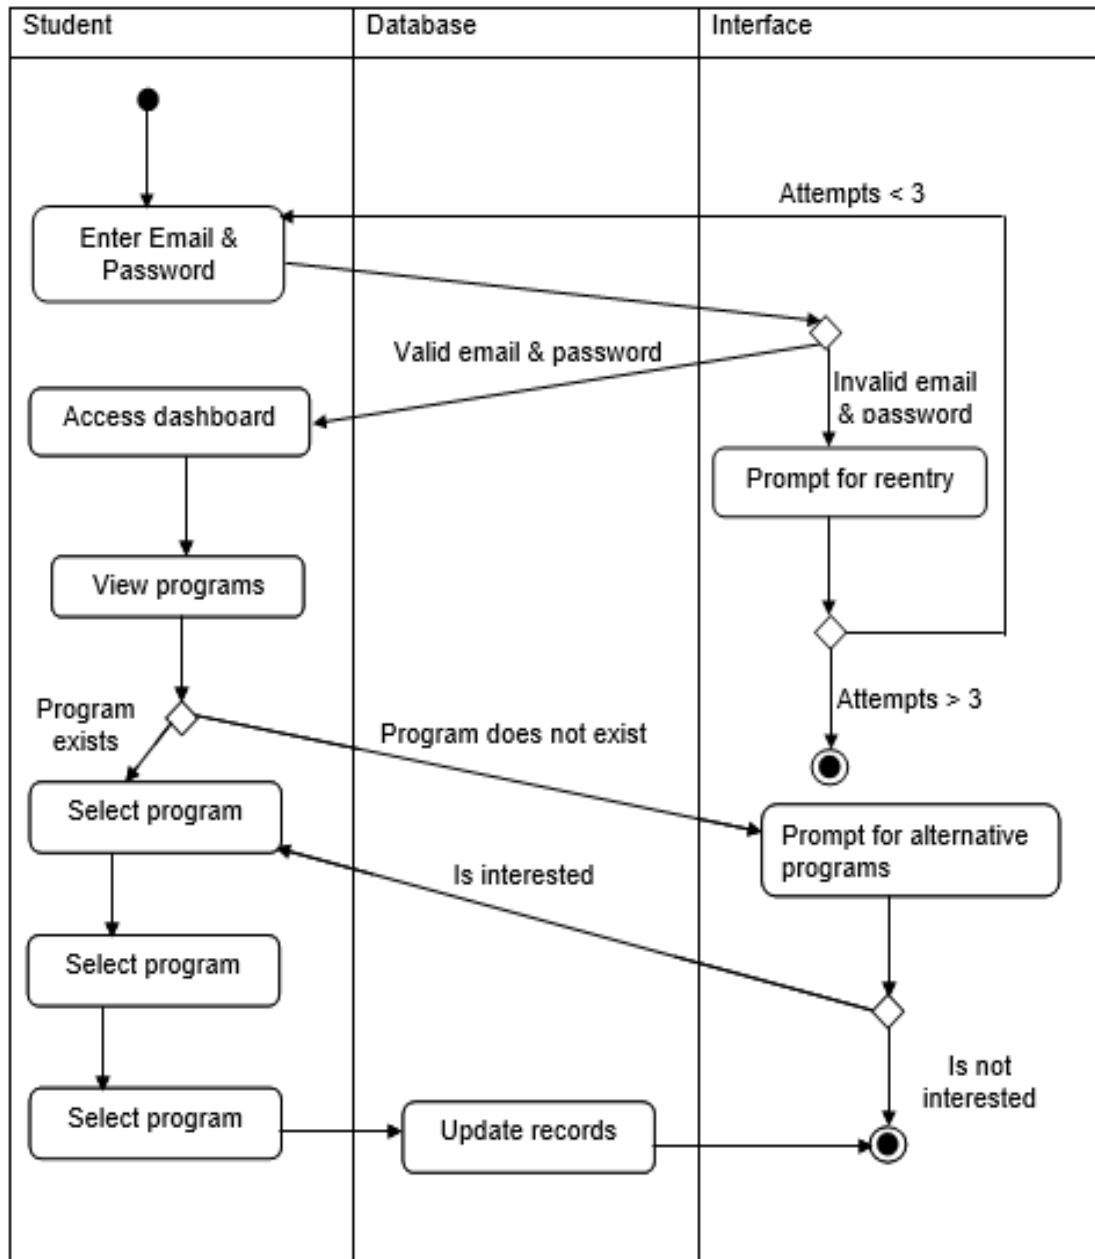 Student
Database
Interface
Attempts < 3
Enter Email &
Password
Valid email & password
Invalid email
& password
Access dashboard
Prompt for reentry
View programs
Attempts > 3
Program
exists
Program does not exist
Select program
Prompt for alternative
programs
Is interested
Select program
Is not
interested
Select program
Update records